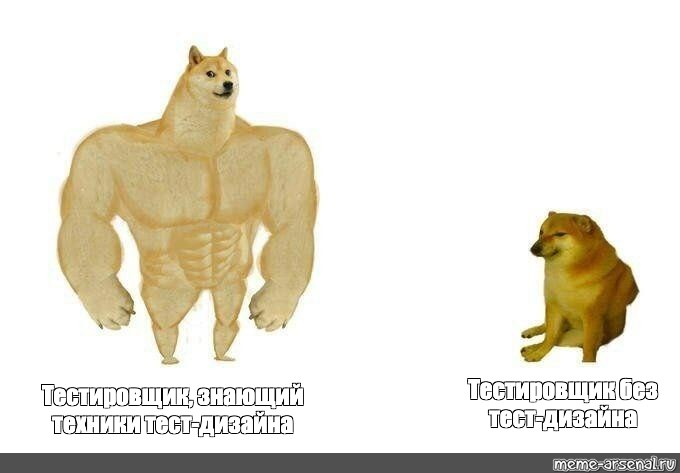 Тестировщик, знающий
техники тест-дизайна
Тестировщик без
тест-дизайна
meme-arsenal.ru